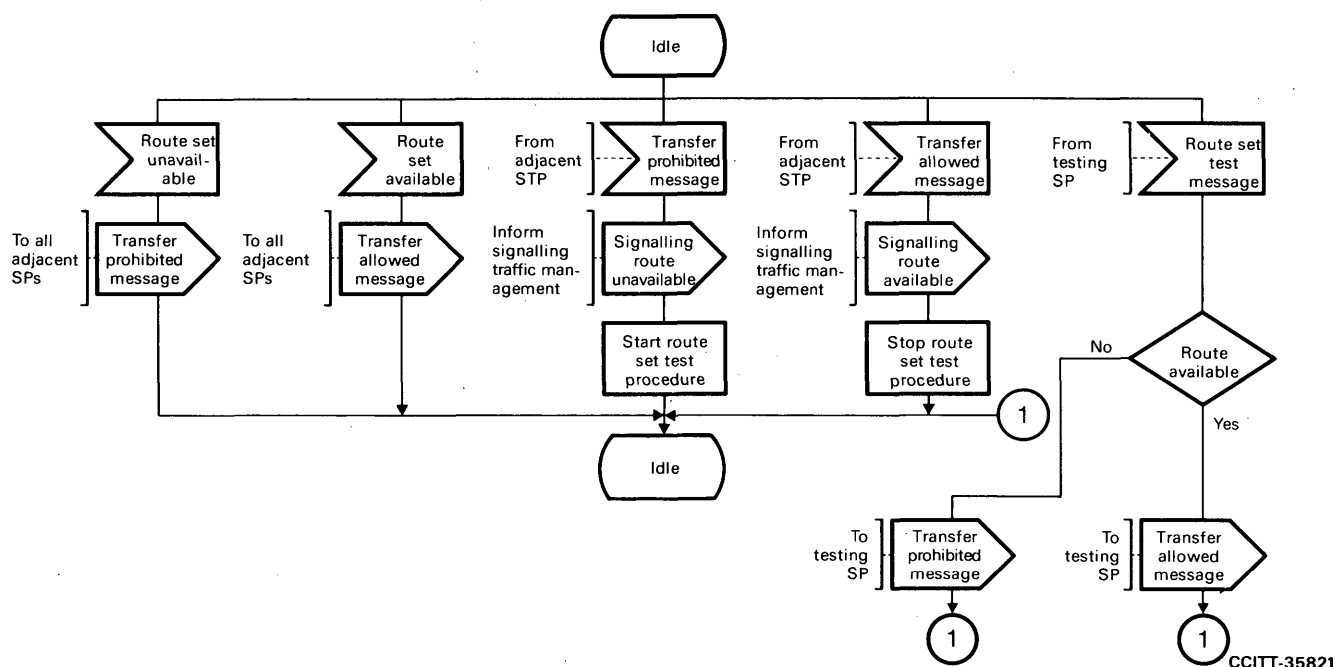 Idle
Route set
unavail-
able
Route
set
available
From
adjacent
STP
Transfer
prohibited
message
From
adjacent
STP
Transfer
allowed
message
From
testing
SP
Route set
test
message
To all
adjacent
SPs
Transfer
prohibited
message
To all
adjacent
SPs
Transfer
allowed
message
Inform
signalling
traffic man-
agement
Signalling
route
unavailable
Inform
signalling
traffic man-
agement
Signalling
route
available
Start route
set test
procedure
Stop route
set test
procedure
No
Route
available
Yes
1
Idle
To
testing
SP
Transfer
prohibited
message
To
testing
SP
Transfer
allowed
message
1
1
CCITT-35821